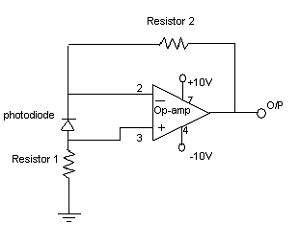 Resistor 2
+10V
2
7
O/P
Op-amp
photodiode
+
3
4
Resistor 1
-10V